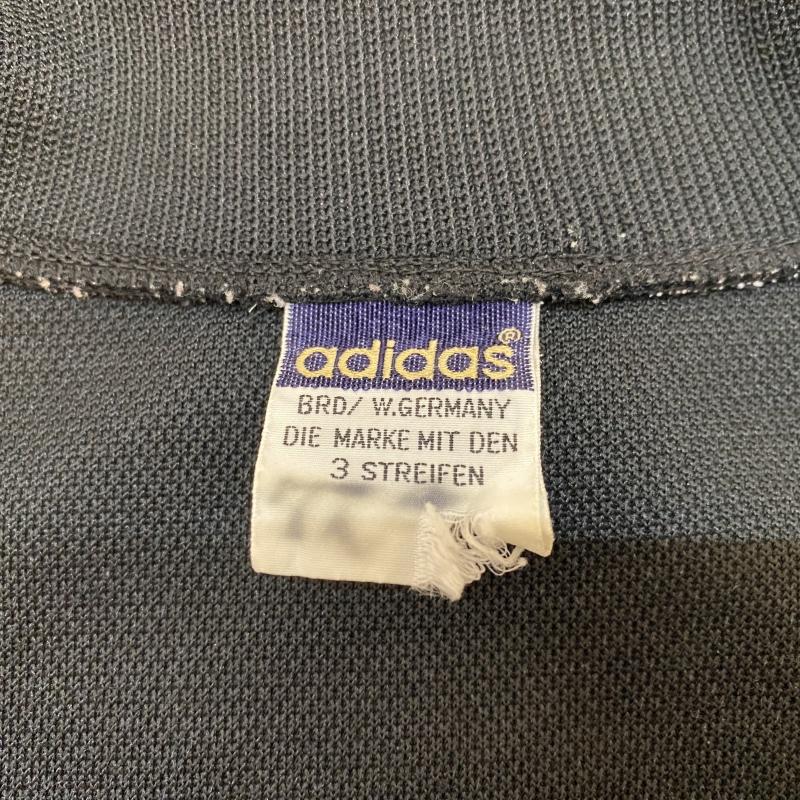 adidas®
BRD/ W.GERMANY
DIE MARKE MIT DEN
3 STREIFEN